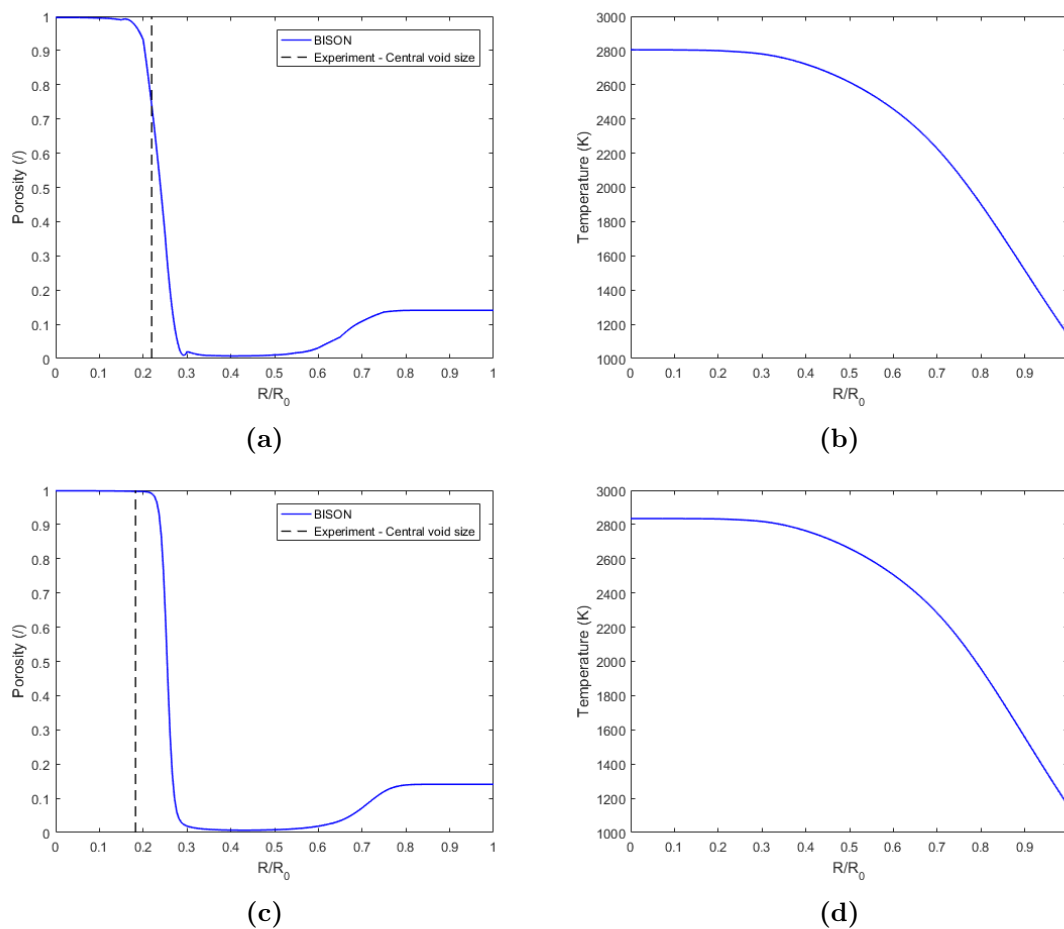 1
0.9
0.8
0.7
0.6
0.5
0.4
0.3
0.2
0.1
0
Porosity (/)
BISON
Experiment - Central void size
0 0.1 0.2 0.3 0.4 0.5 0.6 0.7 0.8 0.9 1
R/R0
(a)
3000
2800
2600
2400
2200
2000
1800
1600
1400
1200
1000
Temperature (K)
0 0.1 0.2 0.3 0.4 0.5 0.6 0.7 0.8 0.9
R/R0
(b)
1
0.9
0.8
0.7
0.6
0.5
0.4
0.3
0.2
0.1
0
Porosity (/)
BISON
Experiment - Central void size
0 0.1 0.2 0.3 0.4 0.5 0.6 0.7 0.8 0.9 1
R/R0
(c)
3000
2800
2600
2400
2200
2000
1800
1600
1400
1200
1000
Temperature (K)
0 0.1 0.2 0.3 0.4 0.5 0.6 0.7 0.8 0.9
R/R0
(d)